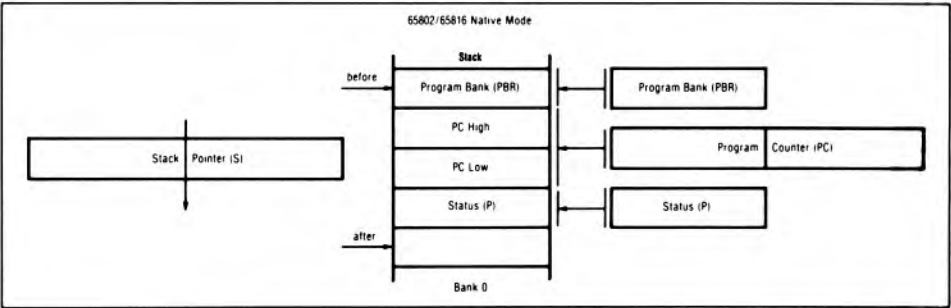 65802/65816 Native Mode
Stack
before
Program Bank (PBR)
Program Bank (PBR)
PC High
Stack Pointer (S)
Program Counter (PC)
PC Low
Status (P)
Status (P)
after
Bank 0